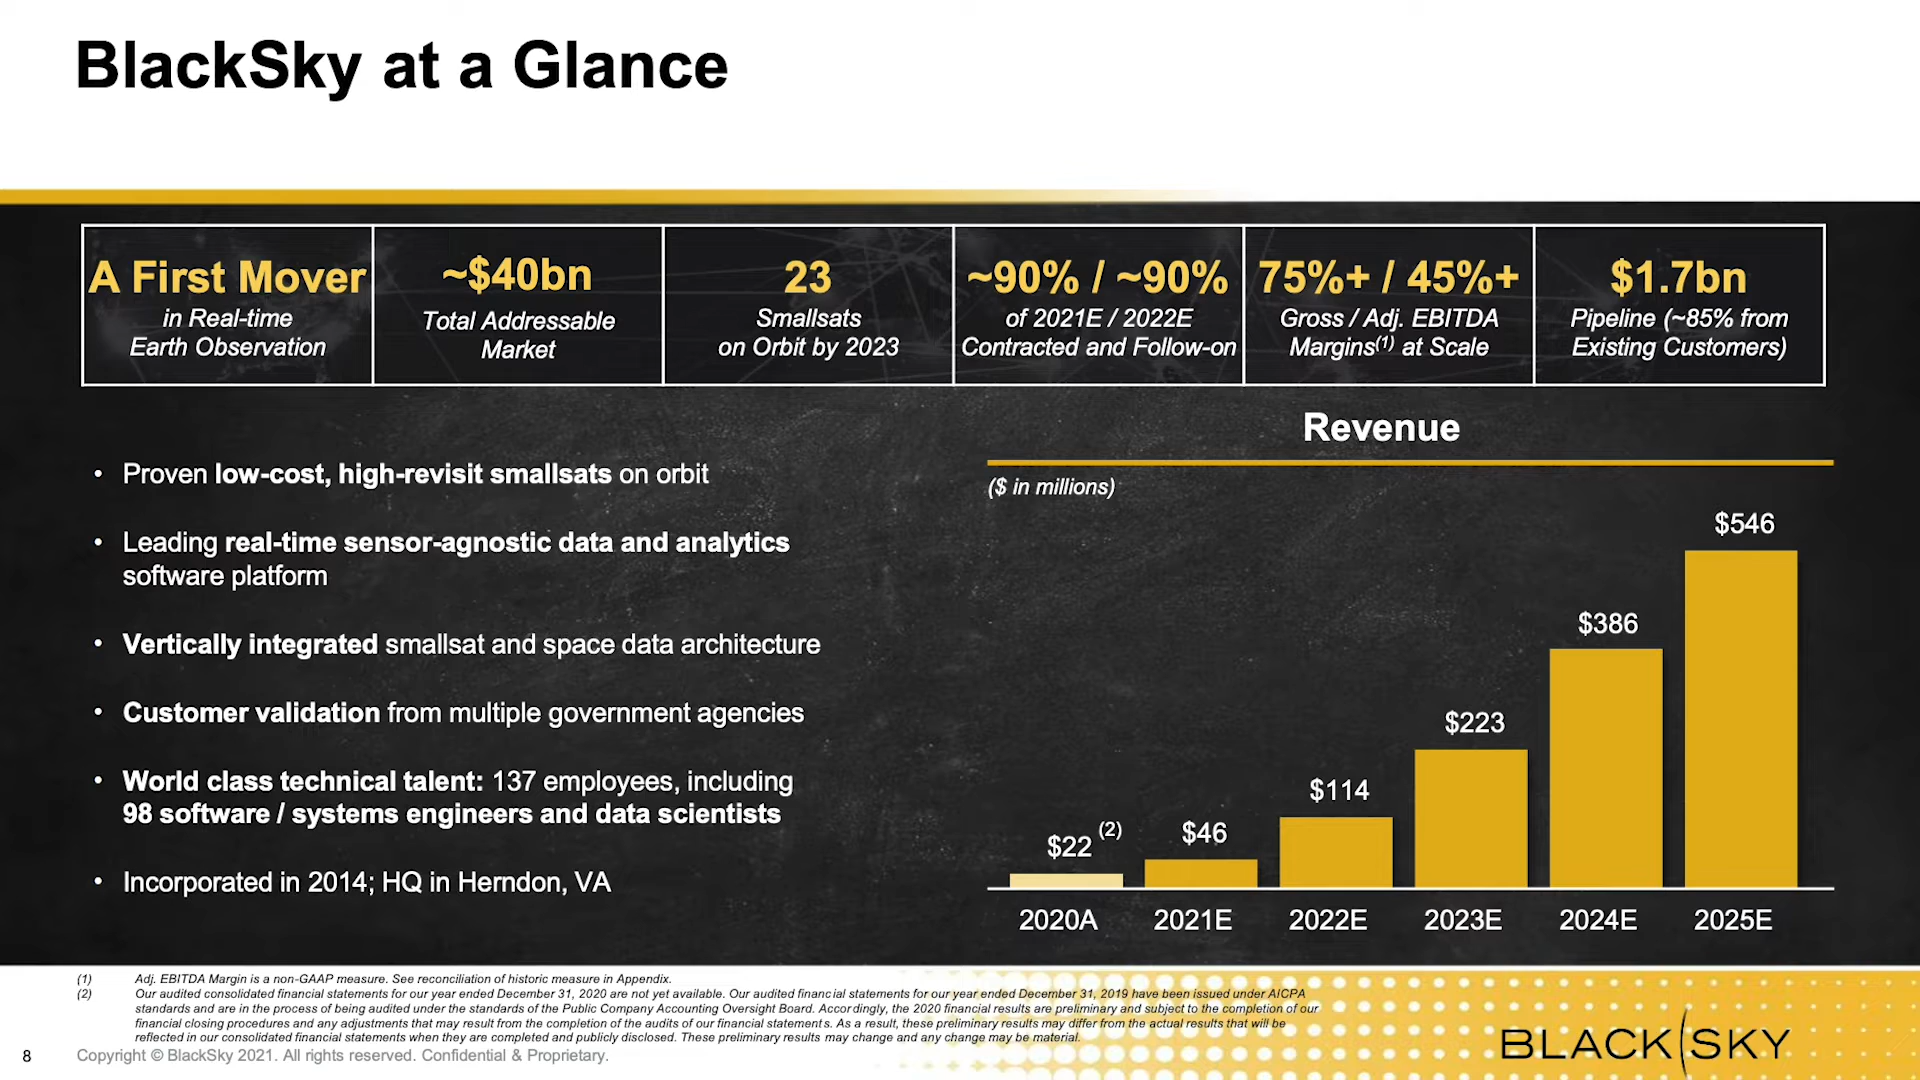 BlackSky at a Glance
A First Mover
in Real-time
Earth Observation
~$40bn
Total Addressable
Market
23
Smallsats
on Orbit by 2023
~90% / ~90%
of 2021E / 2022E
Contracted and Follow-on
75%+ / 45%+
Gross / Adj. EBITDA
Margins(1) at Scale
$1.7bn
Pipeline (~85% from
Existing Customers)
• Proven low-cost, high-revisit smallsats on orbit
• Leading real-time sensor-agnostic data and analytics
software platform
• Vertically integrated smallsat and space data architecture
• Customer validation from multiple government agencies
• World class technical talent: 137 employees, including
98 software / systems engineers and data scientists
• Incorporated in 2014; HQ in Herndon, VA
Revenue
($ in millions)
$22 (2)
$46
$114
$223
$386
$546
2020A 2021E 2022E 2023E 2024E 2025E
(1) Adj. EBITDA Margin is a non-GAAP measure. See reconciliation of historic measure in Appendix.
(2) Our audited consolidated financial statements for our year ended December 31, 2020 are not yet available. Our audited financial statements for our year ended December 31, 2019 have been issued under AICPA
standards and are in the process of being audited under the standards of the Public Company Accounting Oversight Board. Accordingly, the 2020 financial results are preliminary and subject to the completion of our
financial closing procedures and any adjustments that may result from the completion of the audits of our financial statements. As a result, these preliminary results may differ from the actual results that will be
reflected in our consolidated financial statements when they are completed and publicly disclosed. These preliminary results may change and any change may be material.
8 Copyright © BlackSky 2021. All rights reserved. Confidential & Proprietary.
BLACK(SKY